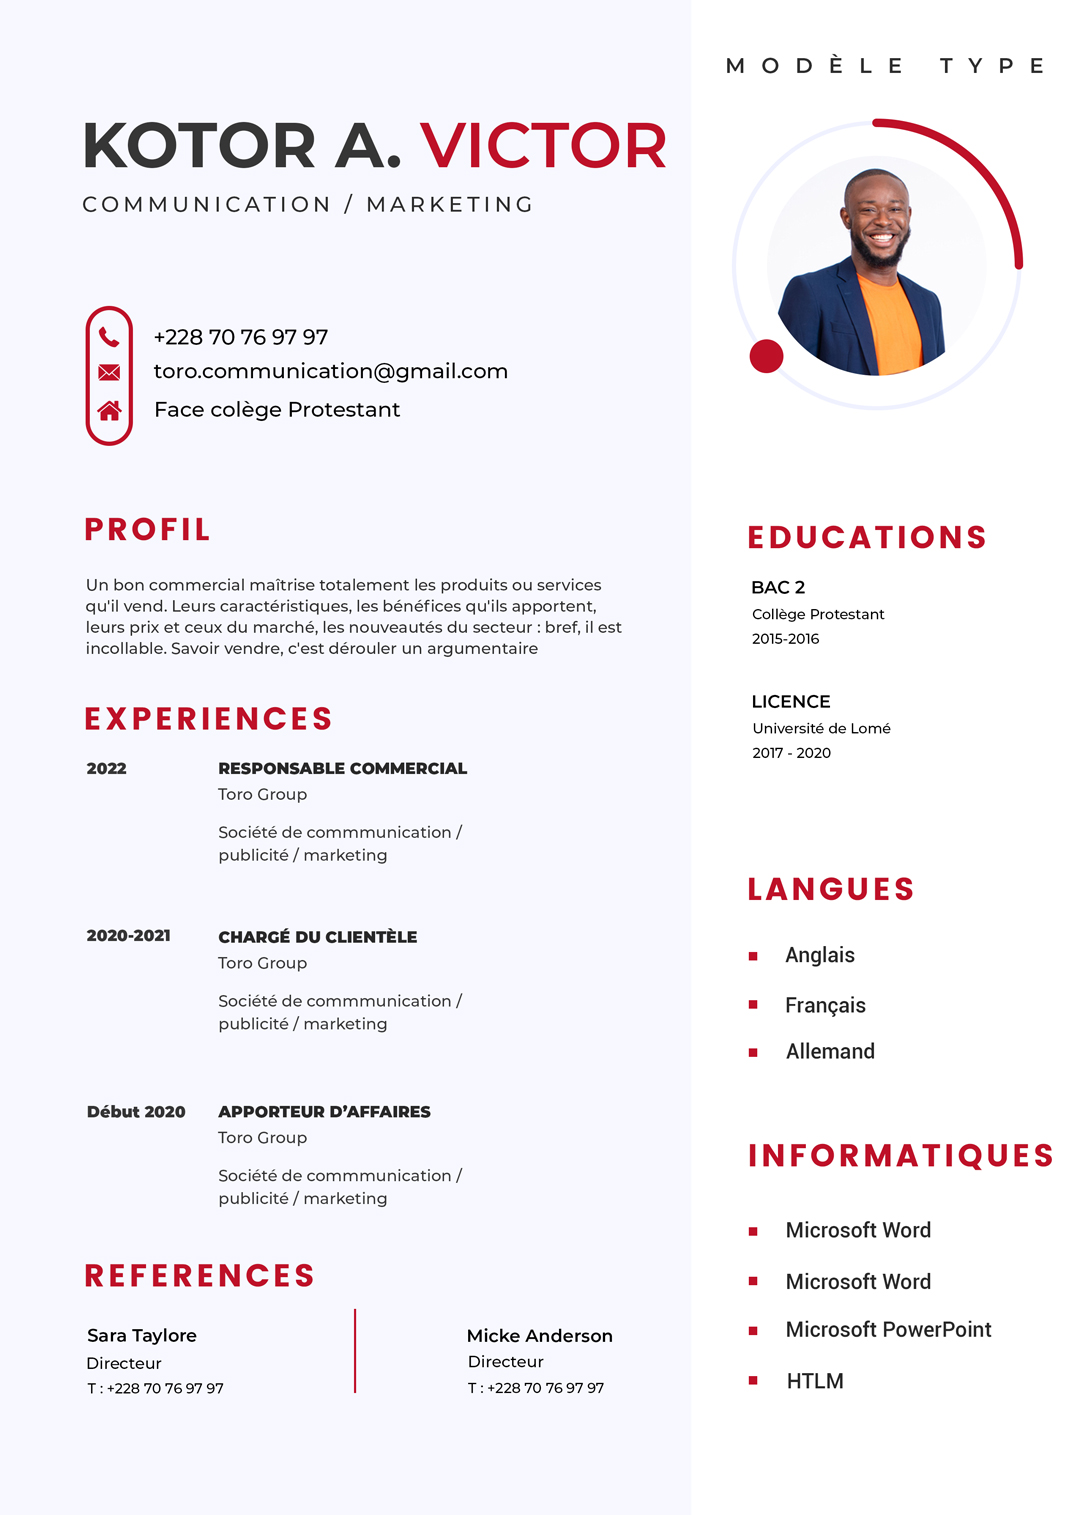 MODÈLE TYPE
KOTOR A. VICTOR
COMMUNICATION / MARKETING
+228 70 76 97 97
toro.communication@gmail.com
Face colège Protestant
PROFIL
Un bon commercial maîtrise totalement les produits ou services
qu'il vend. Leurs caractéristiques, les bénéfices qu'ils apportent,
leurs prix et ceux du marché, les nouveautés du secteur : bref, il est
incollable. Savoir vendre, c'est dérouler un argumentaire
EXPERIENCES
2022
RESPONSABLE COMMERCIAL
Toro Group
Société de commmunication /
publicité / marketing
2020-2021
CHARGÉ DU CLIENTÈLE
Toro Group
Société de commmunication /
publicité / marketing
Début 2020
APPORTEUR D’AFFAIRES
Toro Group
Société de commmunication /
publicité / marketing
REFERENCES
Sara Taylore
Directeur
T : +228 70 76 97 97
Micke Anderson
Directeur
T : +228 70 76 97 97
EDUCATIONS
BAC 2
Collège Protestant
2015-2016
LICENCE
Université de Lomé
2017 - 2020
LANGUES
Anglais
Français
Allemand
INFORMATIQUES
Microsoft Word
Microsoft Word
Microsoft PowerPoint
HTLM